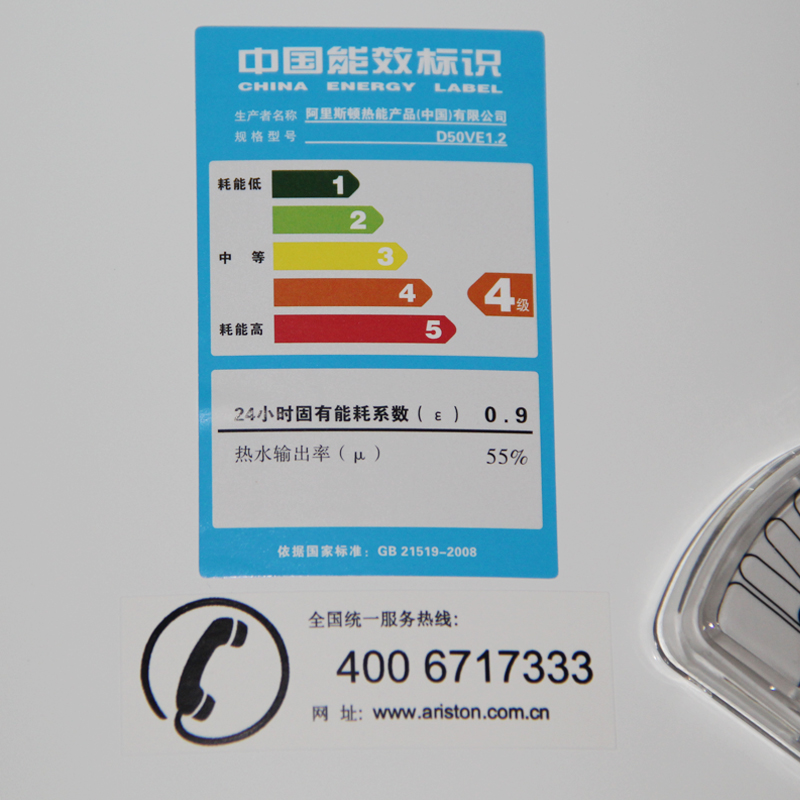 中国能效标识
CHINA ENERGY LABEL
生产者名称 阿里斯顿热能产品(中国)有限公司
规格型号 D50VE1.2
耗能低 1
2
中 等 3
4 4级
耗能高 5
24小时固有能耗系数(ε) 0.9
热水输出率(μ) 55%
依据国家标准: GB 21519-2008
全国统一服务热线:
400 6717333
网 址: www.ariston.com.cn